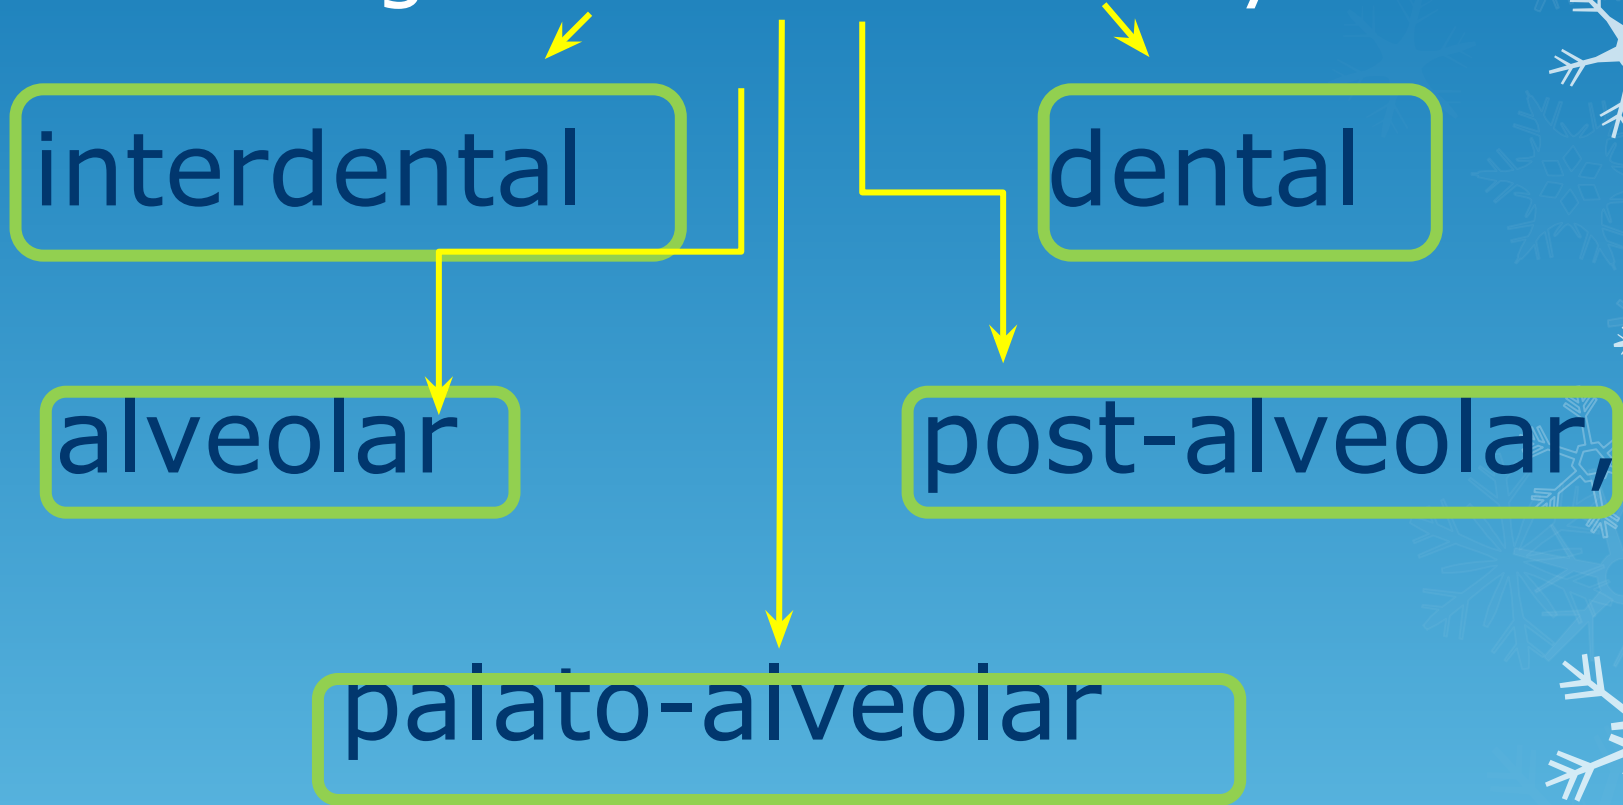 interdental
dental
alveolar
post-alveolar,
palato-alveolar